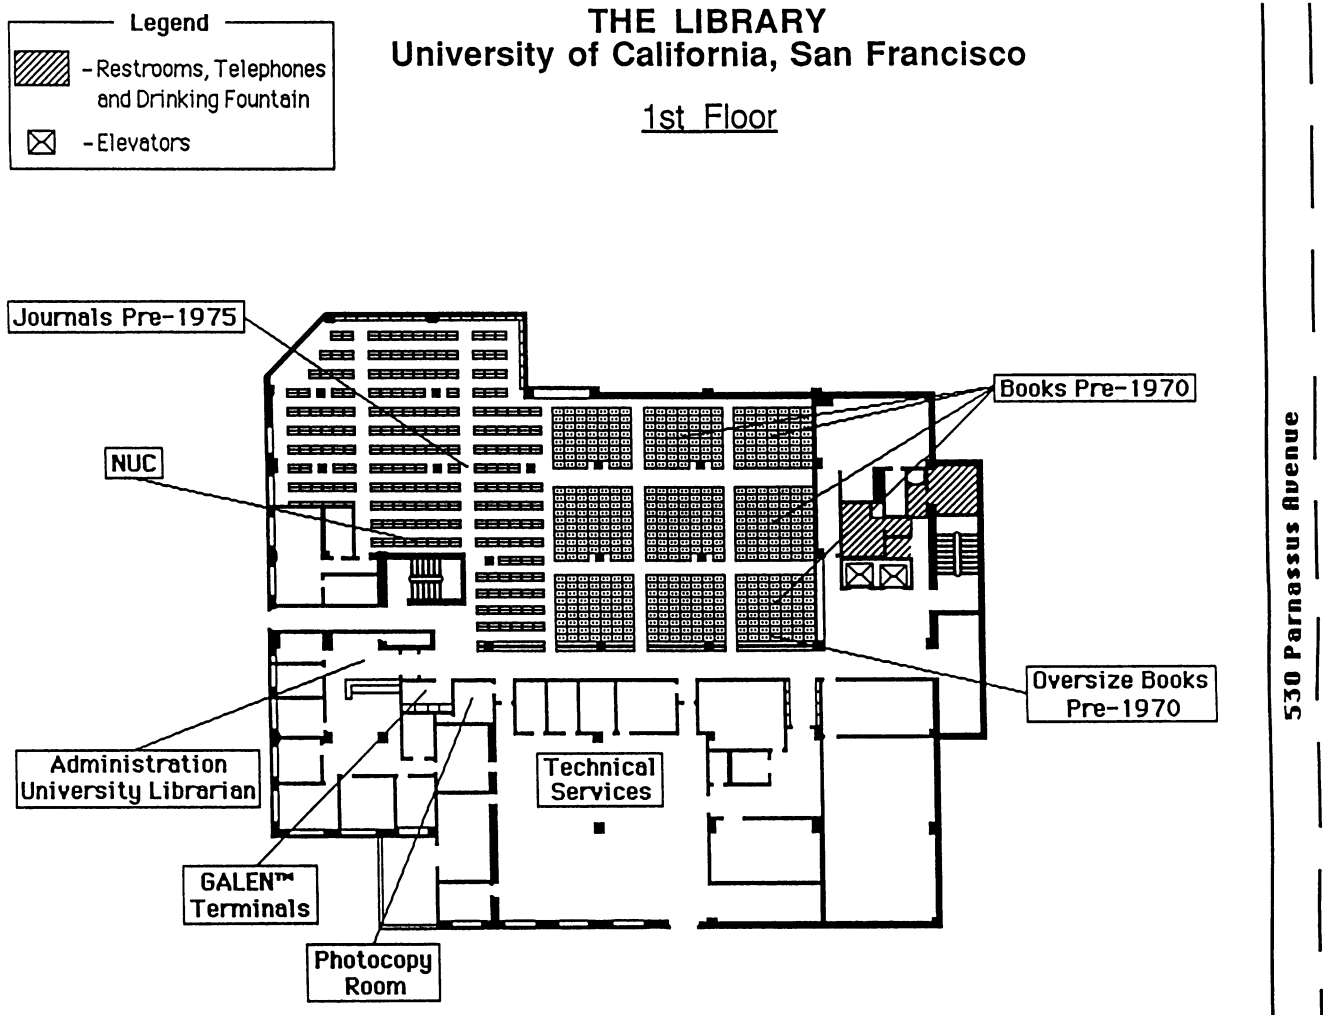 Legend
- Restrooms, Telephones
and Drinking Fountain
- Elevators
THE LIBRARY
University of California, San Francisco
1st Floor
Journals Pre-1975
NUC
Books Pre-1970
Oversize Books
Pre-1970
Administration
University Librarian
Technical
Services
GALEN™
Terminals
Photocopy
Room
530 Parnassus Avenue